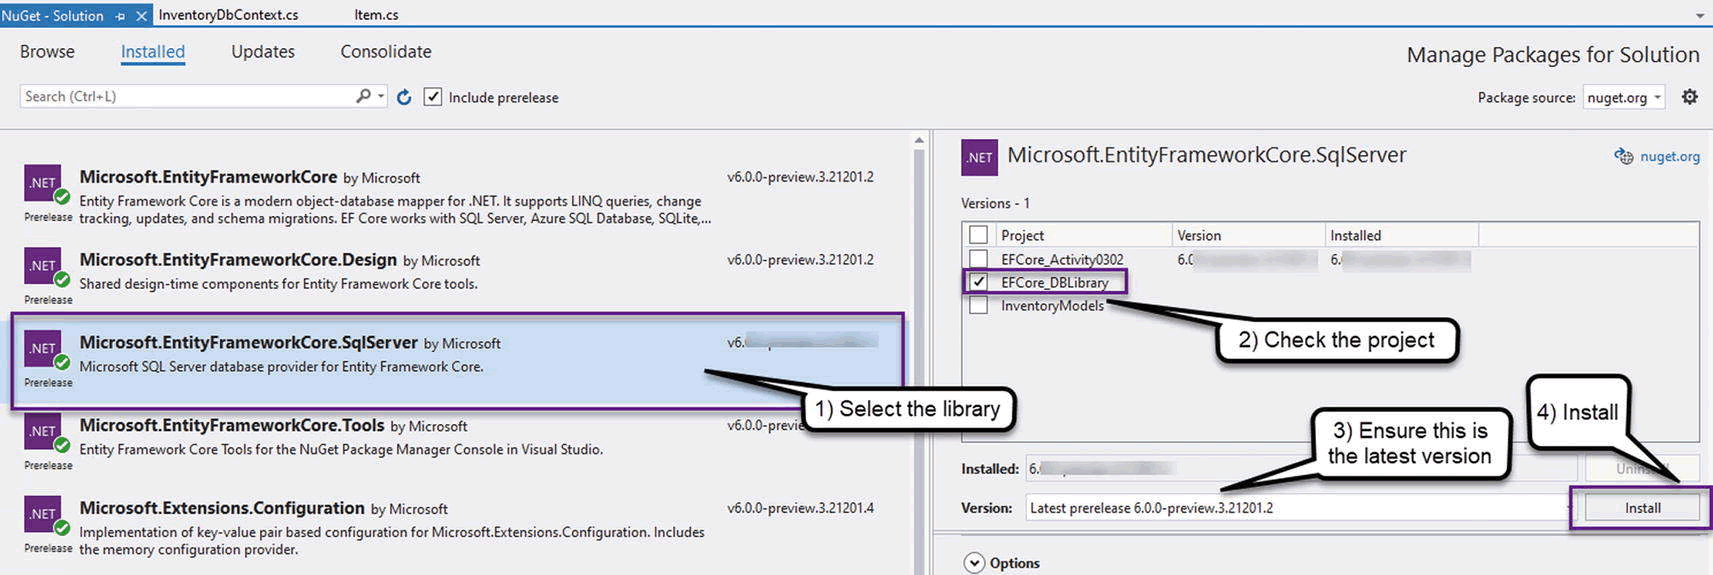 NuGet - Solution
InventoryDbContext.cs
Item.cs
Browse
Installed
Updates
Consolidate
Manage Packages for Solution
Search (Ctrl+L)
Include prerelease
Package source:
nuget.org
.NET
Prerelease
Microsoft.EntityFrameworkCore by Microsoft
v6.0.0-preview.3.21201.2
Entity Framework Core is a modern object-database mapper for .NET. It supports LINQ queries, change
tracking, updates, and schema migrations. EF Core works with SQL Server, Azure SQL Database, SQLite,...
.NET
Prerelease
Microsoft.EntityFrameworkCore.Design by Microsoft
v6.0.0-preview.3.21201.2
Shared design-time components for Entity Framework Core tools.
.NET
Prerelease
Microsoft.EntityFrameworkCore.SqlServer by Microsoft
v6.
Microsoft SQL Server database provider for Entity Framework Core.
1) Select the library
.NET
Prerelease
Microsoft.EntityFrameworkCore.Tools by Microsoft
v6.0.0-previe
Entity Framework Core Tools for the NuGet Package Manager Console in Visual Studio.
.NET
Prerelease
Microsoft.Extensions.Configuration by Microsoft
v6.0.0-preview.3.21201.4
Implementation of key-value pair based configuration for Microsoft.Extensions.Configuration. Includes
the memory configuration provider.
.NET
Microsoft.EntityFrameworkCore.SqlServer
nuget.org
Versions - 1
Project
Version
Installed
EFCore_Activity0302
6.0
6.
EFCore_DBLibrary
InventoryModels
2) Check the project
3) Ensure this is
the latest version
4) Install
Installed:
6.
Uninstall
Version:
Latest prerelease 6.0.0-preview.3.21201.2
Install
Options